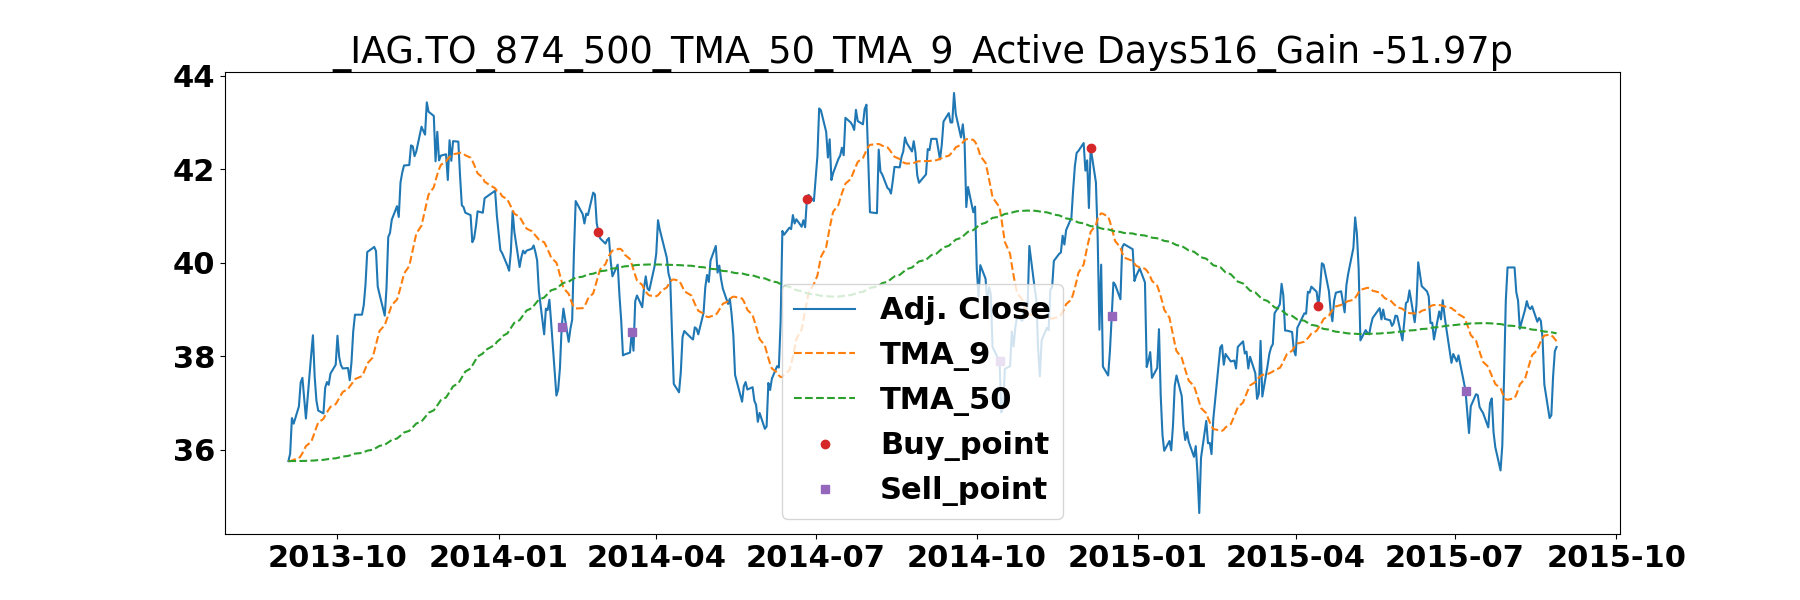 _IAG.TO_874_500_TMA_50_TMA_9_Active Days516_Gain -51.97p
44
42
40
38
36
Adj. Close
TMA_9
TMA_50
Buy_point
Sell_point
2013-10 2014-01 2014-04 2014-07 2014-10 2015-01 2015-04 2015-07 2015-10